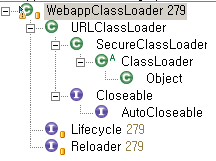 WebappClassLoader 279
URLClassLoader
SecureClassLoader
A ClassLoader
Object
Closeable
AutoCloseable
Lifecycle 279
Reloader 279